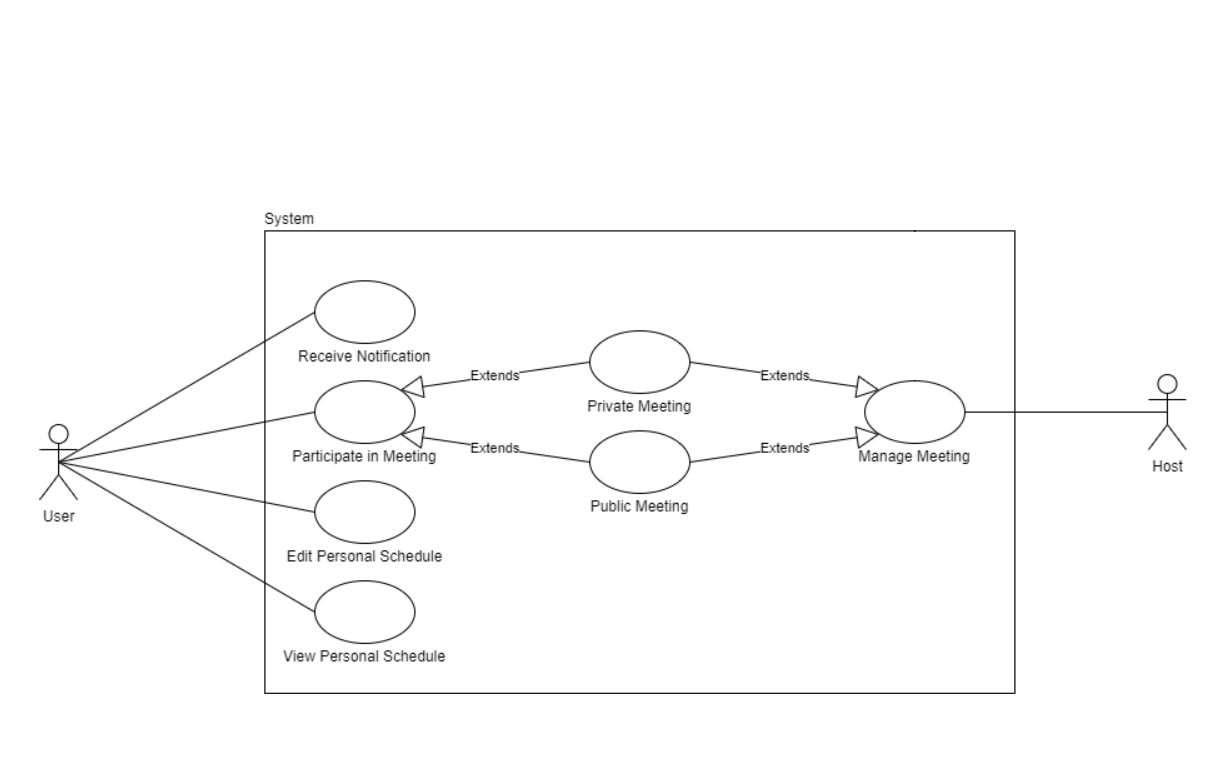 System
Receive Notification
Extends
Extends
Private Meeting
Participate in Meeting
Extends
Extends
Manage Meeting
Host
Public Meeting
User
Edit Personal Schedule
View Personal Schedule